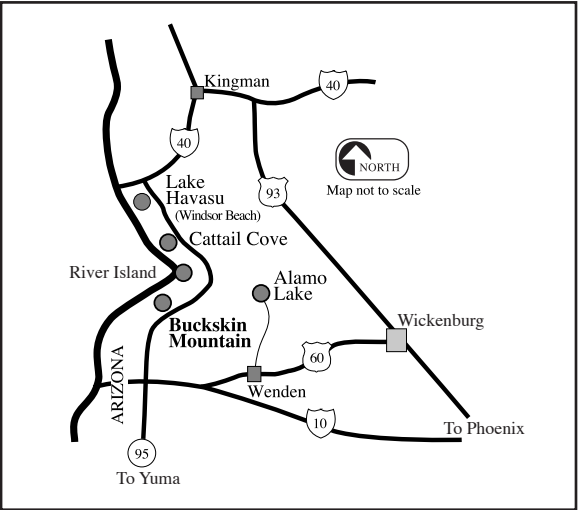 Kingman
40
40
NORTH
Map not to scale
93
Lake
Havasu
(Windsor Beach)
Cattail Cove
River Island
Alamo
Lake
Buckskin
Mountain
Wickenburg
60
ARIZONA
Wenden
10
To Phoenix
95
To Yuma